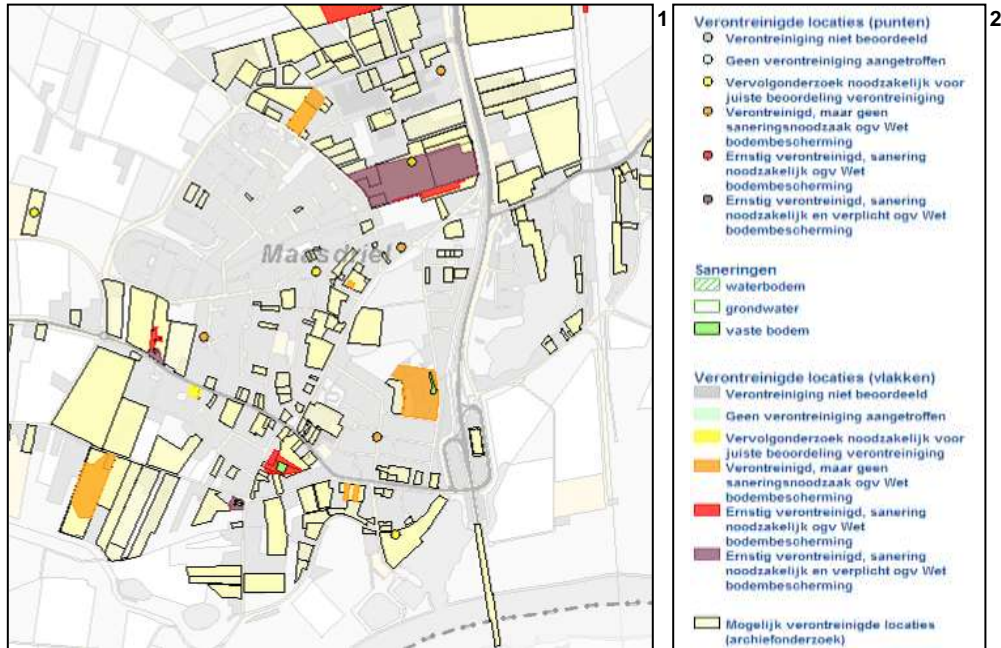 Maasdriel
1
2
Verontreinigde locaties (punten)
Verontreiniging niet beoordeeld
Geen verontreiniging aangetroffen
Vervolgonderzoek noodzakelijk voor
juiste beoordeling verontreiniging
Verontreinigd, maar geen
saneringsnoodzaak ogv Wet
bodembescherming
Ernstig verontreinigd, sanering
noodzakelijk ogv Wet
bodembescherming
Ernstig verontreinigd, sanering
noodzakelijk en verplicht ogv Wet
bodembescherming
Saneringen
waterbodem
grondwater
vaste bodem
Verontreinigde locaties (vlakken)
Verontreiniging niet beoordeeld
Geen verontreiniging aangetroffen
Vervolgonderzoek noodzakelijk voor
juiste beoordeling verontreiniging
Verontreinigd, maar geen
saneringsnoodzaak ogv Wet
bodembescherming
Ernstig verontreinigd, sanering
noodzakelijk ogv Wet
bodembescherming
Ernstig verontreinigd, sanering
noodzakelijk en verplicht ogv Wet
bodembescherming
Mogelijk verontreinigde locaties
(archiefonderzoek)